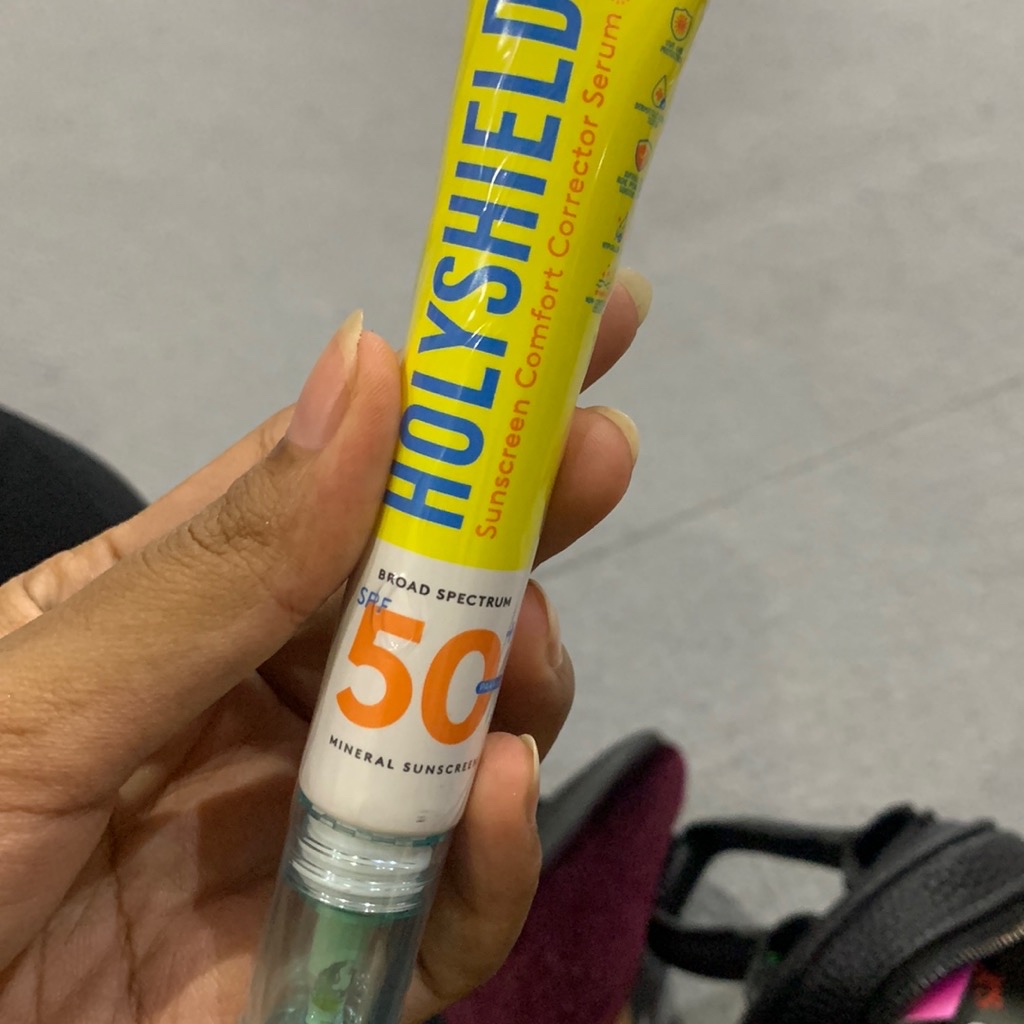 HOLYSHIELD
Sunscreen Comfort Corrector Serum
BROAD SPECTRUM
SPF
50
MINERAL SUNSCREEN